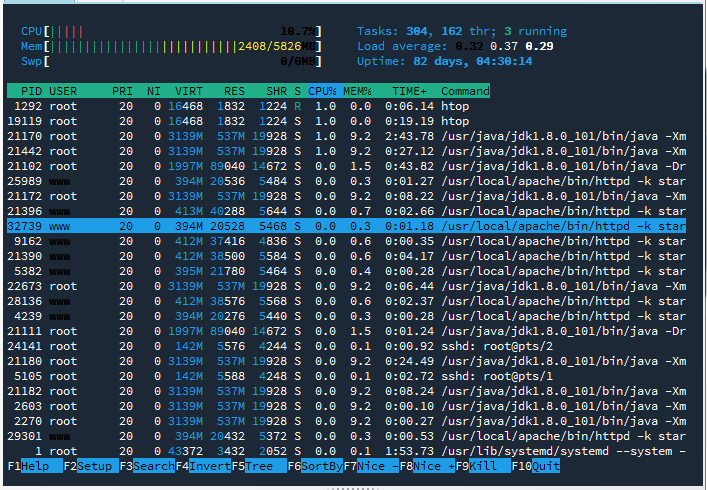 CPU[||||| 10.7%] Tasks: 304, 162 thr; 3 running
Mem[||||||||||||||||||||||||||||2408/5826MB] Load average: 0.32 0.37 0.29
Swp[ 0/0MB] Uptime: 82 days, 04:30:14
PID USER PRI NI VIRT RES SHR S CPU% MEM% TIME+ Command
1292 root 20 0 16468 1832 1224 R 1.0 0.0 0:06.14 htop
19119 root 20 0 16468 1832 1224 S 1.0 0.0 0:19.19 htop
21170 root 20 0 3139M 537M 19928 S 1.0 9.2 2:43.78 /usr/java/jdk1.8.0_101/bin/java -Xm
21442 root 20 0 3139M 537M 19928 S 1.0 9.2 0:27.12 /usr/java/jdk1.8.0_101/bin/java -Xm
21102 root 20 0 1997M 89040 14672 S 0.0 1.5 0:43.82 /usr/java/jdk1.8.0_101/bin/java -Dr
25989 www 20 0 394M 20536 5484 S 0.0 0.3 0:01.27 /usr/local/apache/bin/httpd -k star
21172 root 20 0 3139M 537M 19928 S 0.0 9.2 0:08.22 /usr/java/jdk1.8.0_101/bin/java -Xm
21396 www 20 0 413M 40288 5644 S 0.0 0.7 0:02.66 /usr/local/apache/bin/httpd -k star
32739 www 20 0 394M 20528 5468 S 0.0 0.3 0:01.18 /usr/local/apache/bin/httpd -k star
9162 www 20 0 412M 37416 4836 S 0.0 0.6 0:00.35 /usr/local/apache/bin/httpd -k star
21390 www 20 0 412M 38500 5584 S 0.0 0.6 0:04.17 /usr/local/apache/bin/httpd -k star
5382 www 20 0 395M 21780 5464 S 0.0 0.4 0:00.28 /usr/local/apache/bin/httpd -k star
22673 root 20 0 3139M 537M 19928 S 0.0 9.2 0:06.44 /usr/java/jdk1.8.0_101/bin/java -Xm
28136 www 20 0 412M 38576 5568 S 0.0 0.6 0:02.37 /usr/local/apache/bin/httpd -k star
4239 www 20 0 394M 20276 5440 S 0.0 0.3 0:00.28 /usr/local/apache/bin/httpd -k star
21111 root 20 0 1997M 89040 14672 S 0.0 1.5 0:01.24 /usr/java/jdk1.8.0_101/bin/java -Dr
24141 root 20 0 142M 5576 4244 S 0.0 0.1 0:00.92 sshd: root@pts/2
21180 root 20 0 3139M 537M 19928 S 0.0 9.2 0:24.49 /usr/java/jdk1.8.0_101/bin/java -Xm
5105 root 20 0 142M 5588 4248 S 0.0 0.1 0:02.72 sshd: root@pts/1
21182 root 20 0 3139M 537M 19928 S 0.0 9.2 0:08.24 /usr/java/jdk1.8.0_101/bin/java -Xm
2603 root 20 0 3139M 537M 19928 S 0.0 9.2 0:00.10 /usr/java/jdk1.8.0_101/bin/java -Xm
2270 root 20 0 3139M 537M 19928 S 0.0 9.2 0:00.27 /usr/java/jdk1.8.0_101/bin/java -Xm
29301 www 20 0 394M 20432 5372 S 0.0 0.3 0:00.53 /usr/local/apache/bin/httpd -k star
1 root 20 0 43372 3432 2052 S 0.0 0.1 1:53.73 /usr/lib/systemd/systemd --system -
F1Help F2Setup F3SearchF4InvertF5Tree F6SortByF7Nice -F8Nice +F9Kill F10Quit